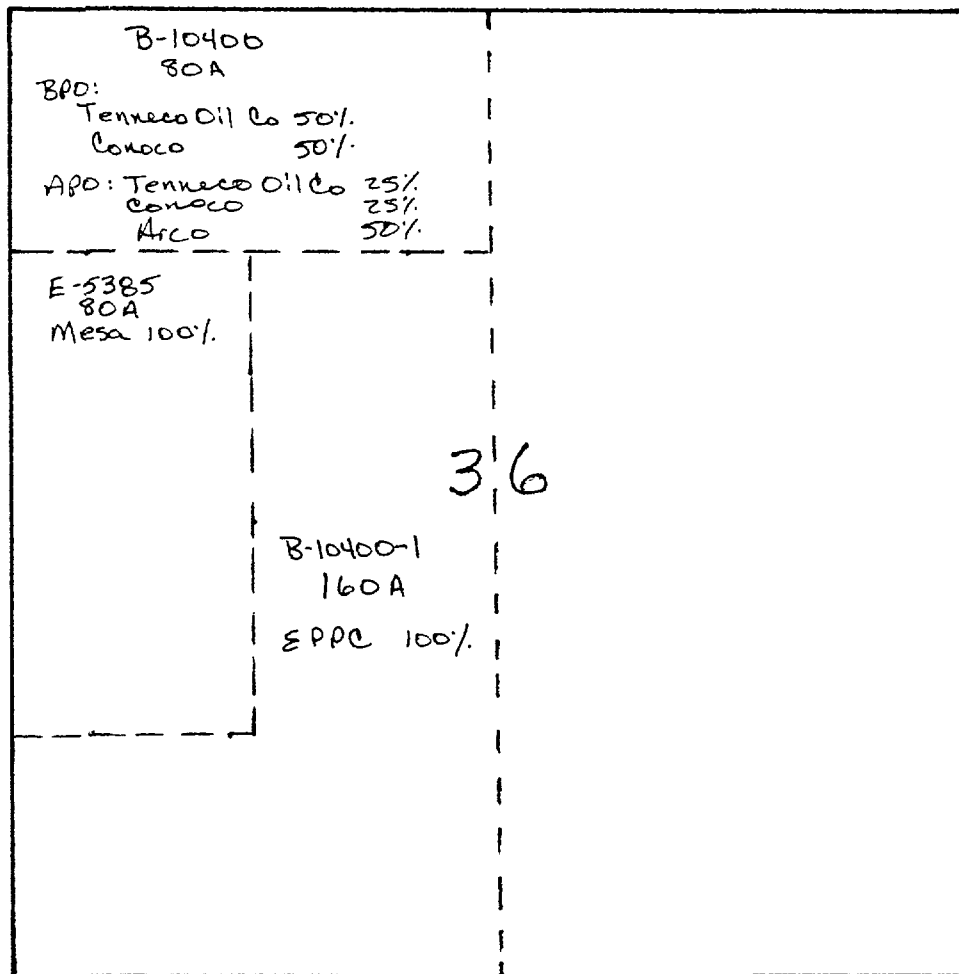 B-10400
80A
BPO:
Tenneco Oil Co 50%.
Conoco 50%.
APO: Tenneco Oil Co 25%.
Conoco 25%.
Arco 50%.
E-5385
80A
Mesa 100%.
36
B-10400-1
160A
EPPC 100%.